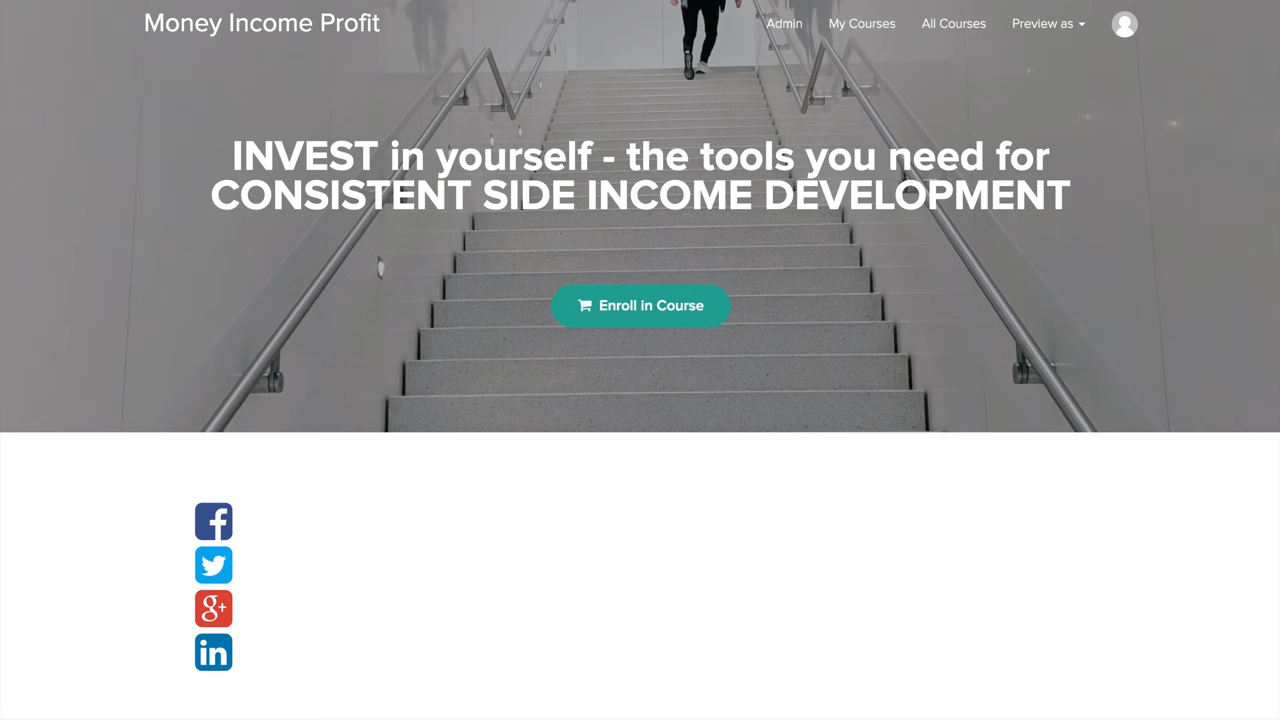 Money Income Profit
Admin My Courses All Courses Preview as
INVEST in yourself - the tools you need for
CONSISTENT SIDE INCOME DEVELOPMENT
Enroll in Course
f
g+
in